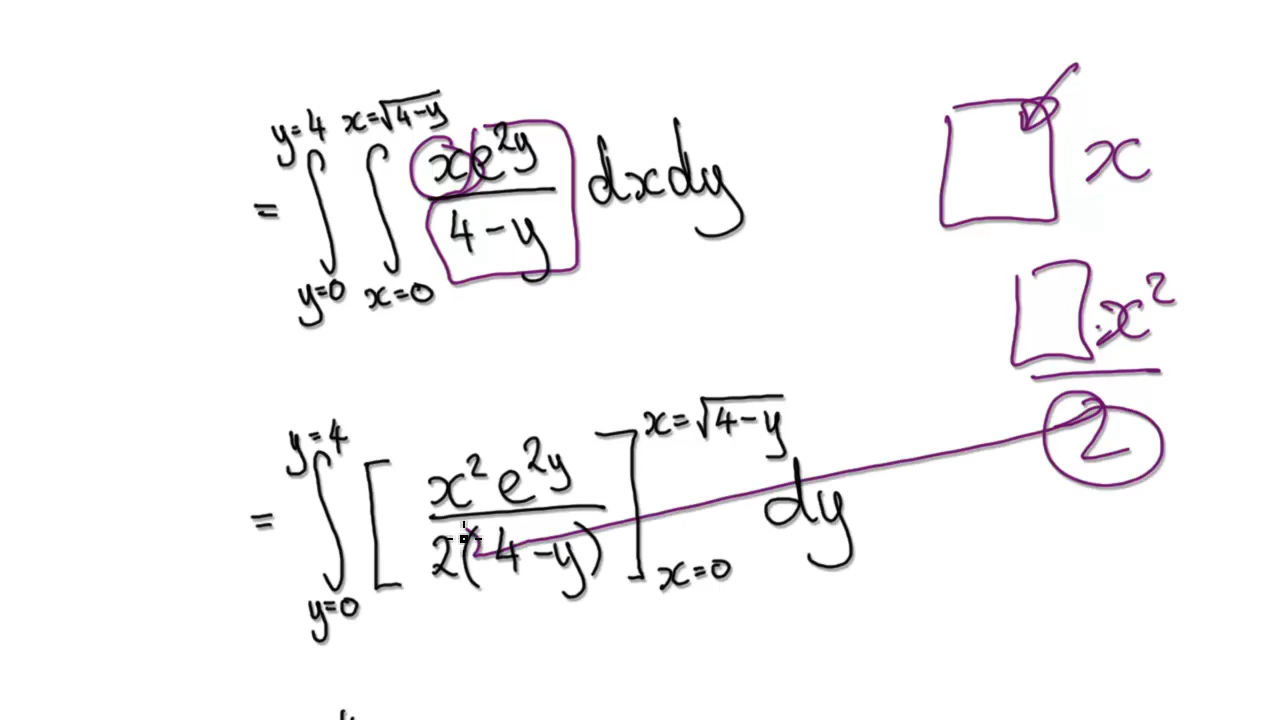 y=4 x=√4-y
= ∫ ∫ xe^2y / 4-y dxdy
y=0 x=0
x
x^2
2
y=4 x=√4-y
= ∫ [ x^2 e^2y / 2(4-y) ] dy
y=0 x=0